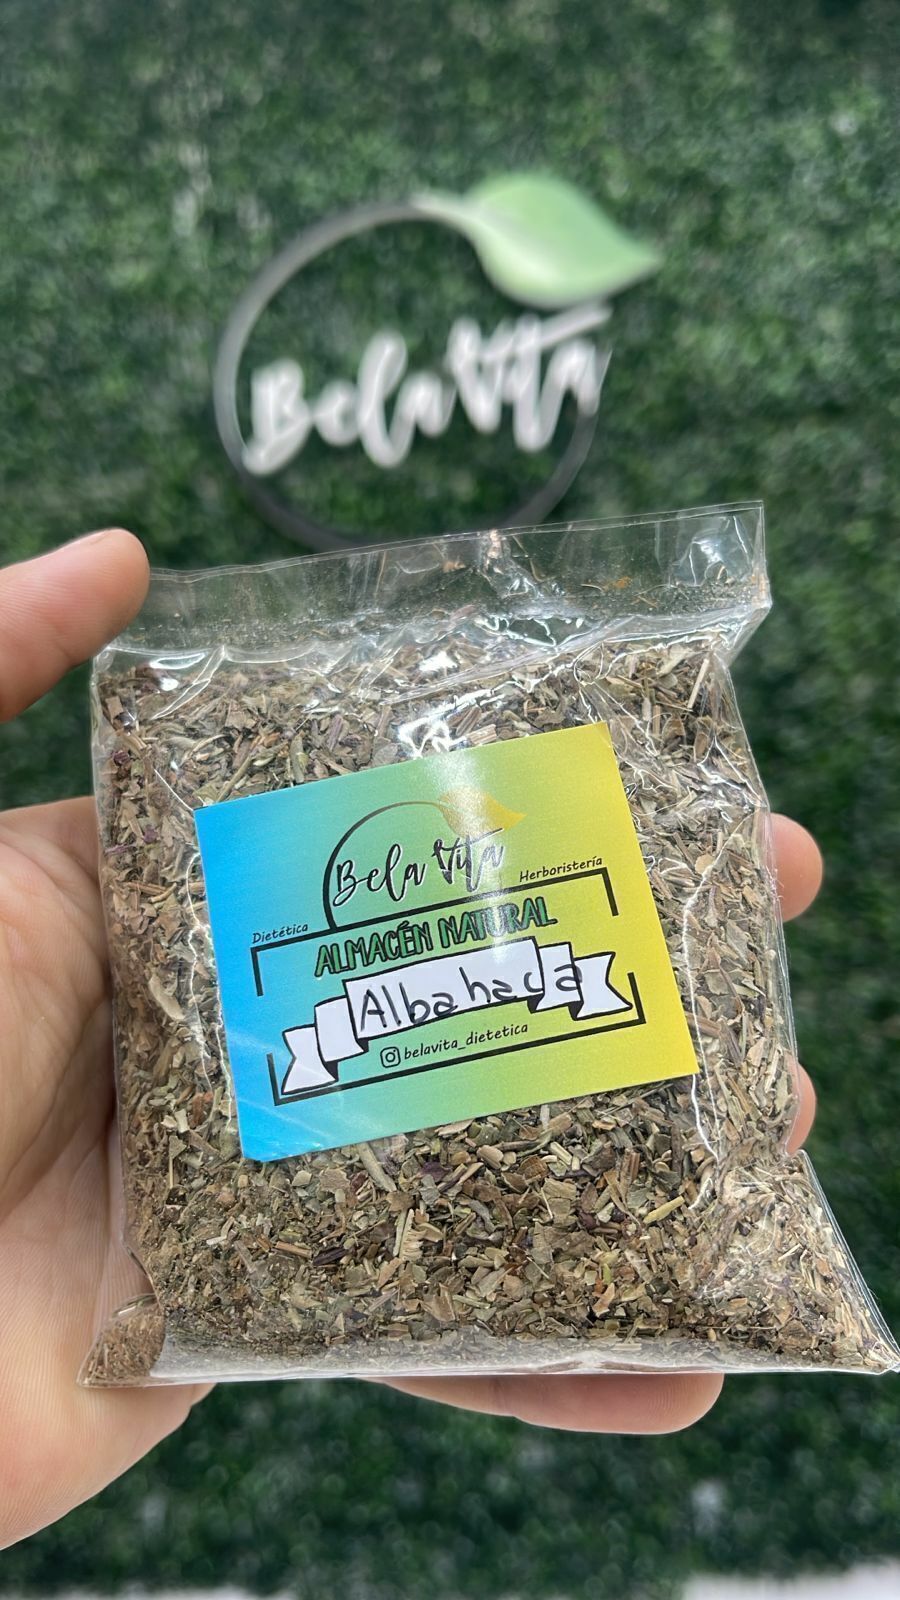 Bela Vita
Bela Vita
Dietética
Herboristería
ALMACÉN NATURAL
Albahaca
belavita_dietetica